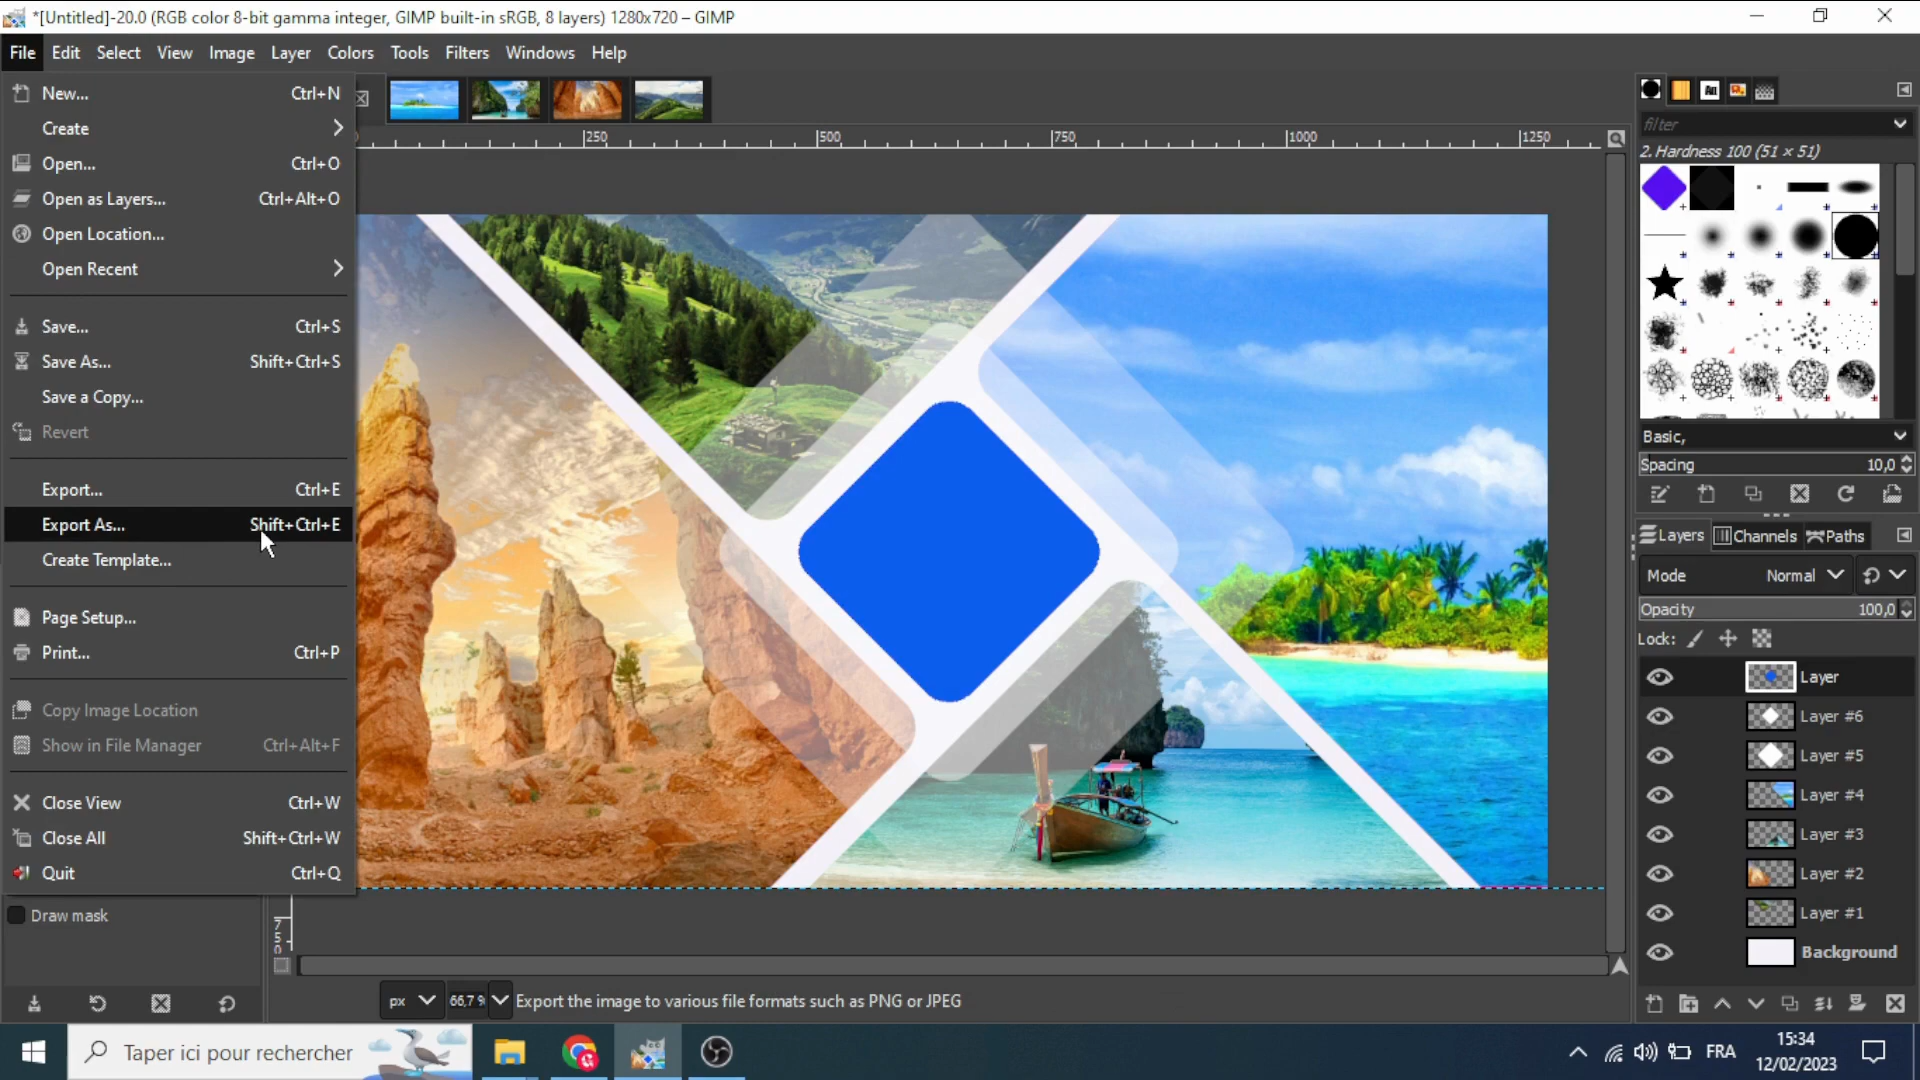 *[Untitled]-20.0 (RGB color 8-bit gamma integer, GIMP built-in sRGB, 8 layers) 1280x720 – GIMP
File Edit Select View Image Layer Colors Tools Filters Windows Help
New... Ctrl+N
Create
Open... Ctrl+O
Open as Layers... Ctrl+Alt+O
Open Location...
Open Recent
Save... Ctrl+S
Save As... Shift+Ctrl+S
Save a Copy...
Revert
Export... Ctrl+E
Export As... Shift+Ctrl+E
Create Template...
Page Setup...
Print... Ctrl+P
Copy Image Location
Show in File Manager Ctrl+Alt+F
Close View Ctrl+W
Close All Shift+Ctrl+W
Quit Ctrl+Q
Draw mask
250 500 750 1000 1250
750
px 66,7 % Export the image to various file formats such as PNG or JPEG
filter
2. Hardness 100 (51 × 51)
Basic,
Spacing 10,0
Layers Channels Paths
Mode Normal
Opacity 100,0
Lock:
Layer
Layer #6
Layer #5
Layer #4
Layer #3
Layer #2
Layer #1
Background
Taper ici pour rechercher
FRA
15:34
12/02/2023